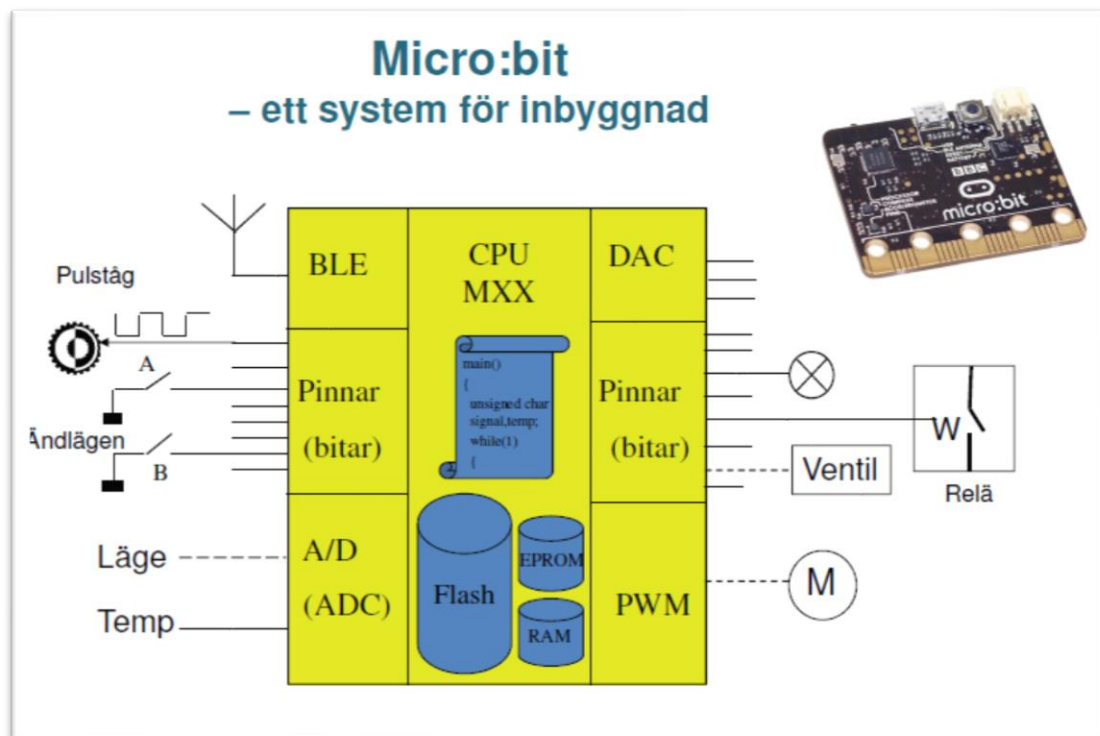 Micro:bit
– ett system för inbyggnad
BBC
micro:bit
BLE
CPU
MXX
DAC
Pulståg
A
Pinnar
(bitar)
Ändlägen
B
main()
{
unsigned char
signal,temp;
while(1)
{
Pinnar
(bitar)
W
Ventil
Relä
Läge
Temp
A/D
(ADC)
Flash
EPROM
RAM
PWM
M